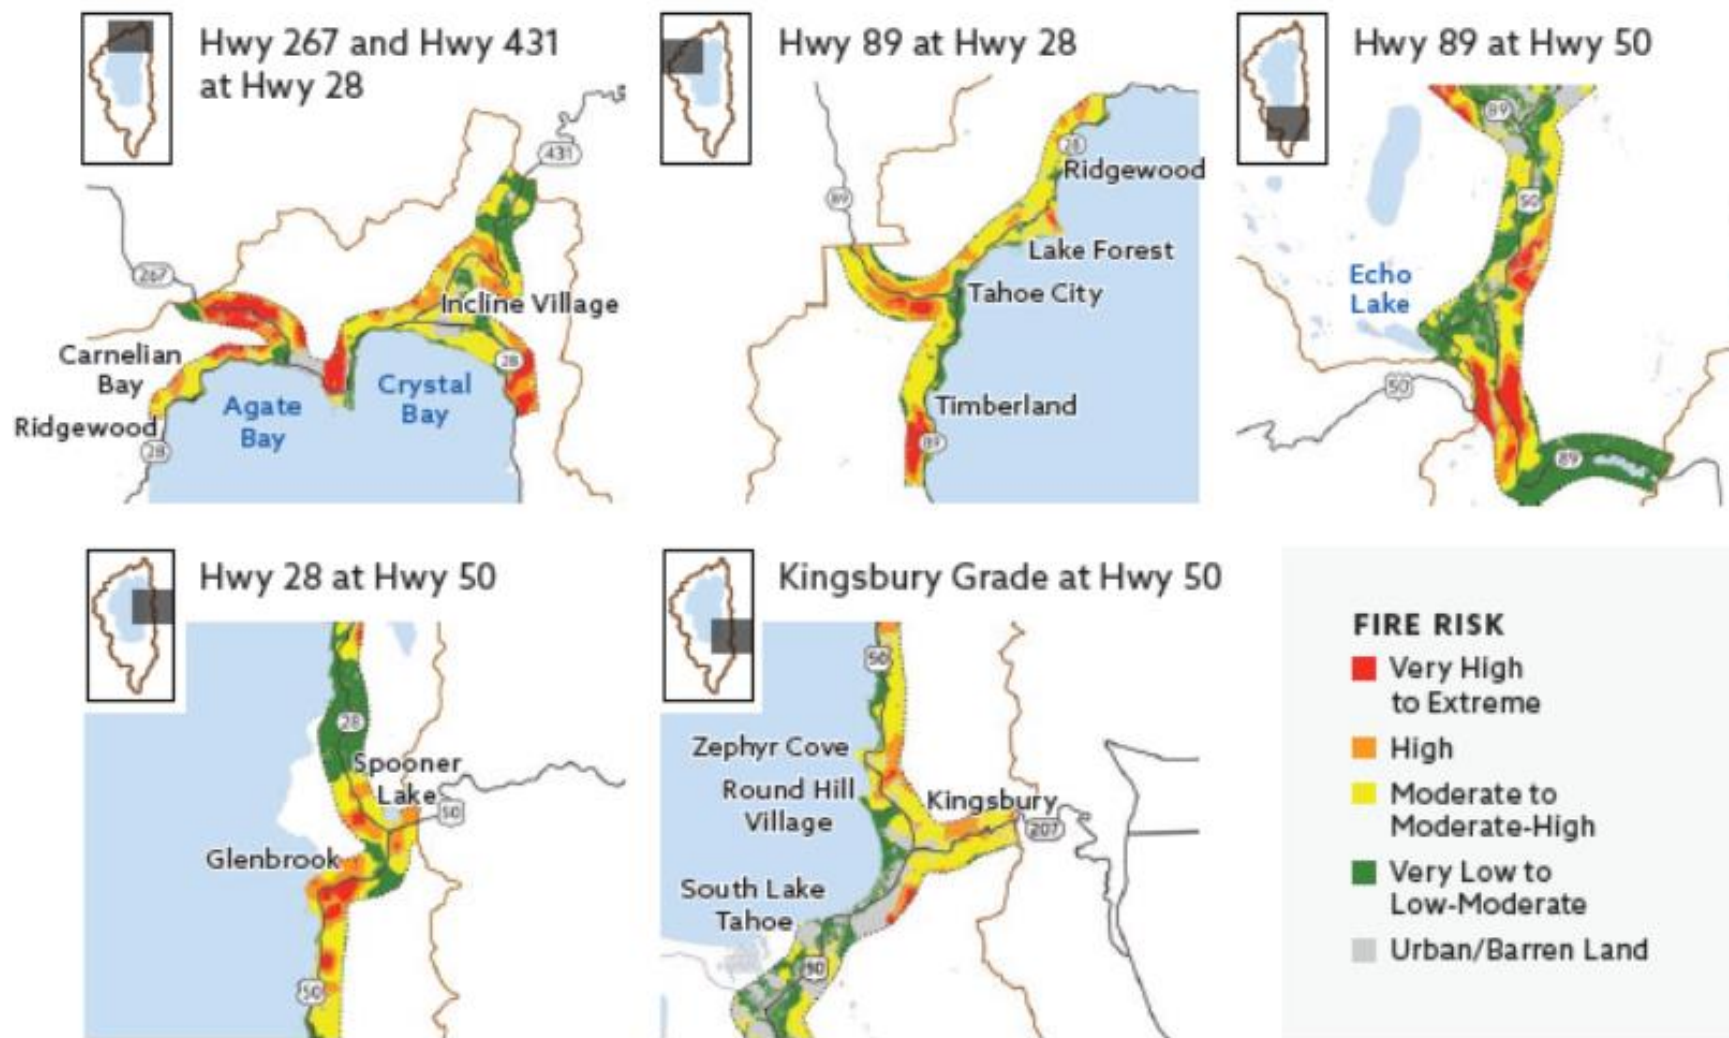 Hwy 267 and Hwy 431
at Hwy 28
431
267
Incline Village
Carnelian
Bay
28
Crystal
Bay
Agate
Bay
Ridgewood
28
Hwy 89 at Hwy 28
28
Ridgewood
89
Lake Forest
Tahoe City
Timberland
89
Hwy 89 at Hwy 50
89
50
Echo
Lake
50
89
Hwy 28 at Hwy 50
28
Spooner
Lake
50
Glenbrook
50
Kingsbury Grade at Hwy 50
50
Zephyr Cove
Round Hill
Village
Kingsbury
207
South Lake
Tahoe
50
FIRE RISK
Very High
to Extreme
High
Moderate to
Moderate-High
Very Low to
Low-Moderate
Urban/Barren Land